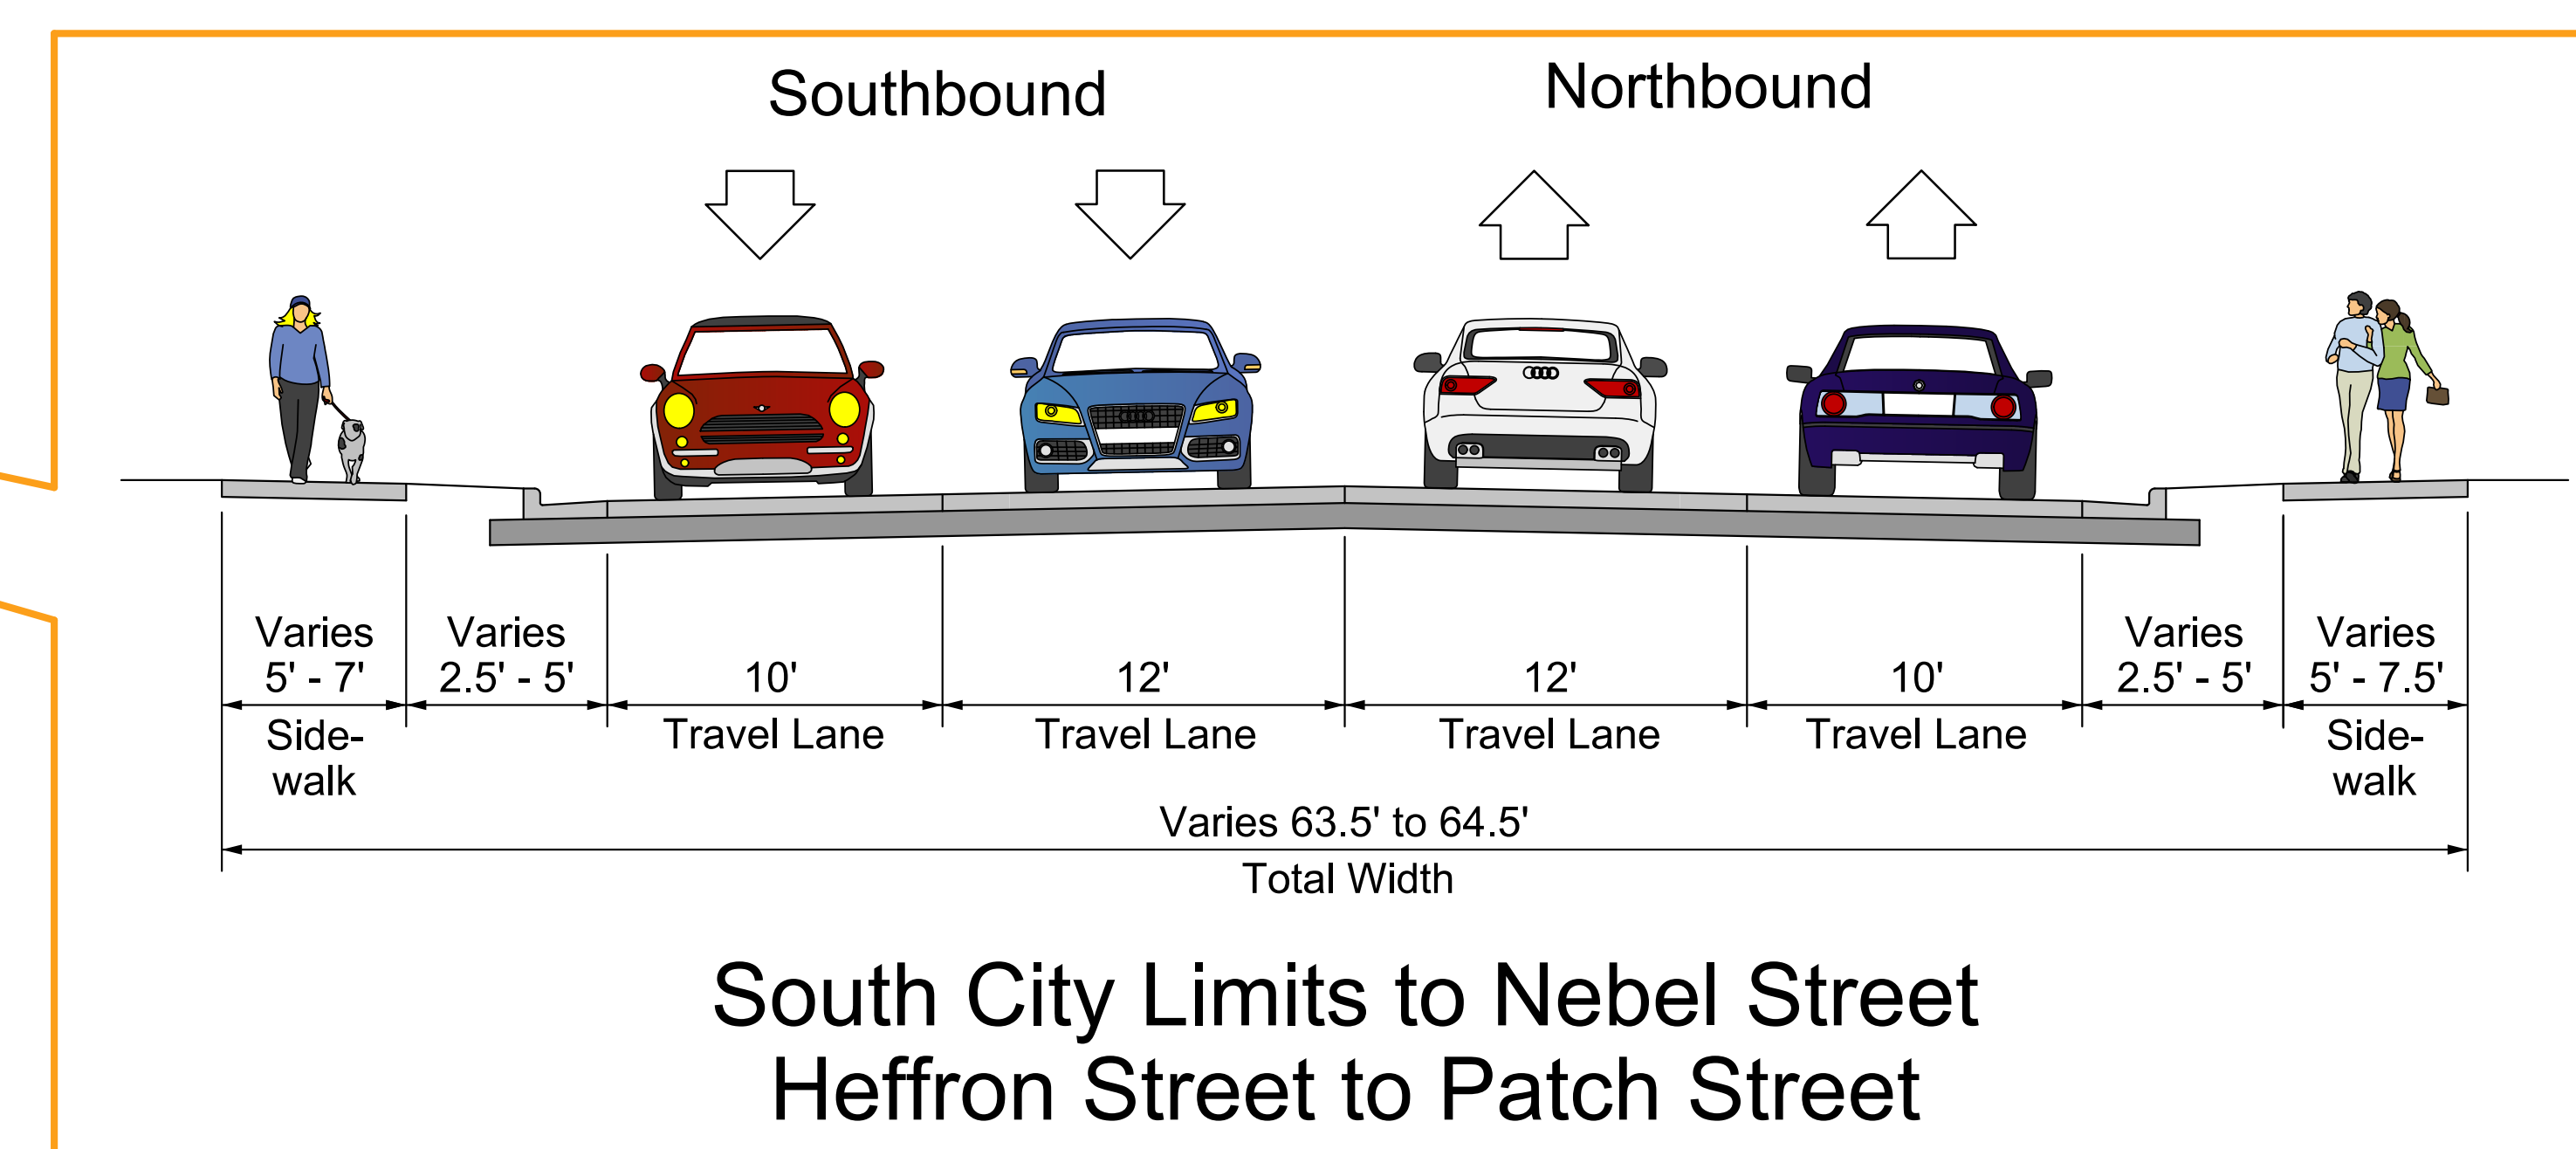 Southbound
Northbound
Varies
5' - 7'
Side-
walk
Varies
2.5' - 5'
10'
Travel Lane
12'
Travel Lane
12'
Travel Lane
10'
Travel Lane
Varies
2.5' - 5'
Varies
5' - 7.5'
Side-
walk
Varies 63.5' to 64.5'
Total Width
South City Limits to Nebel Street
Heffron Street to Patch Street